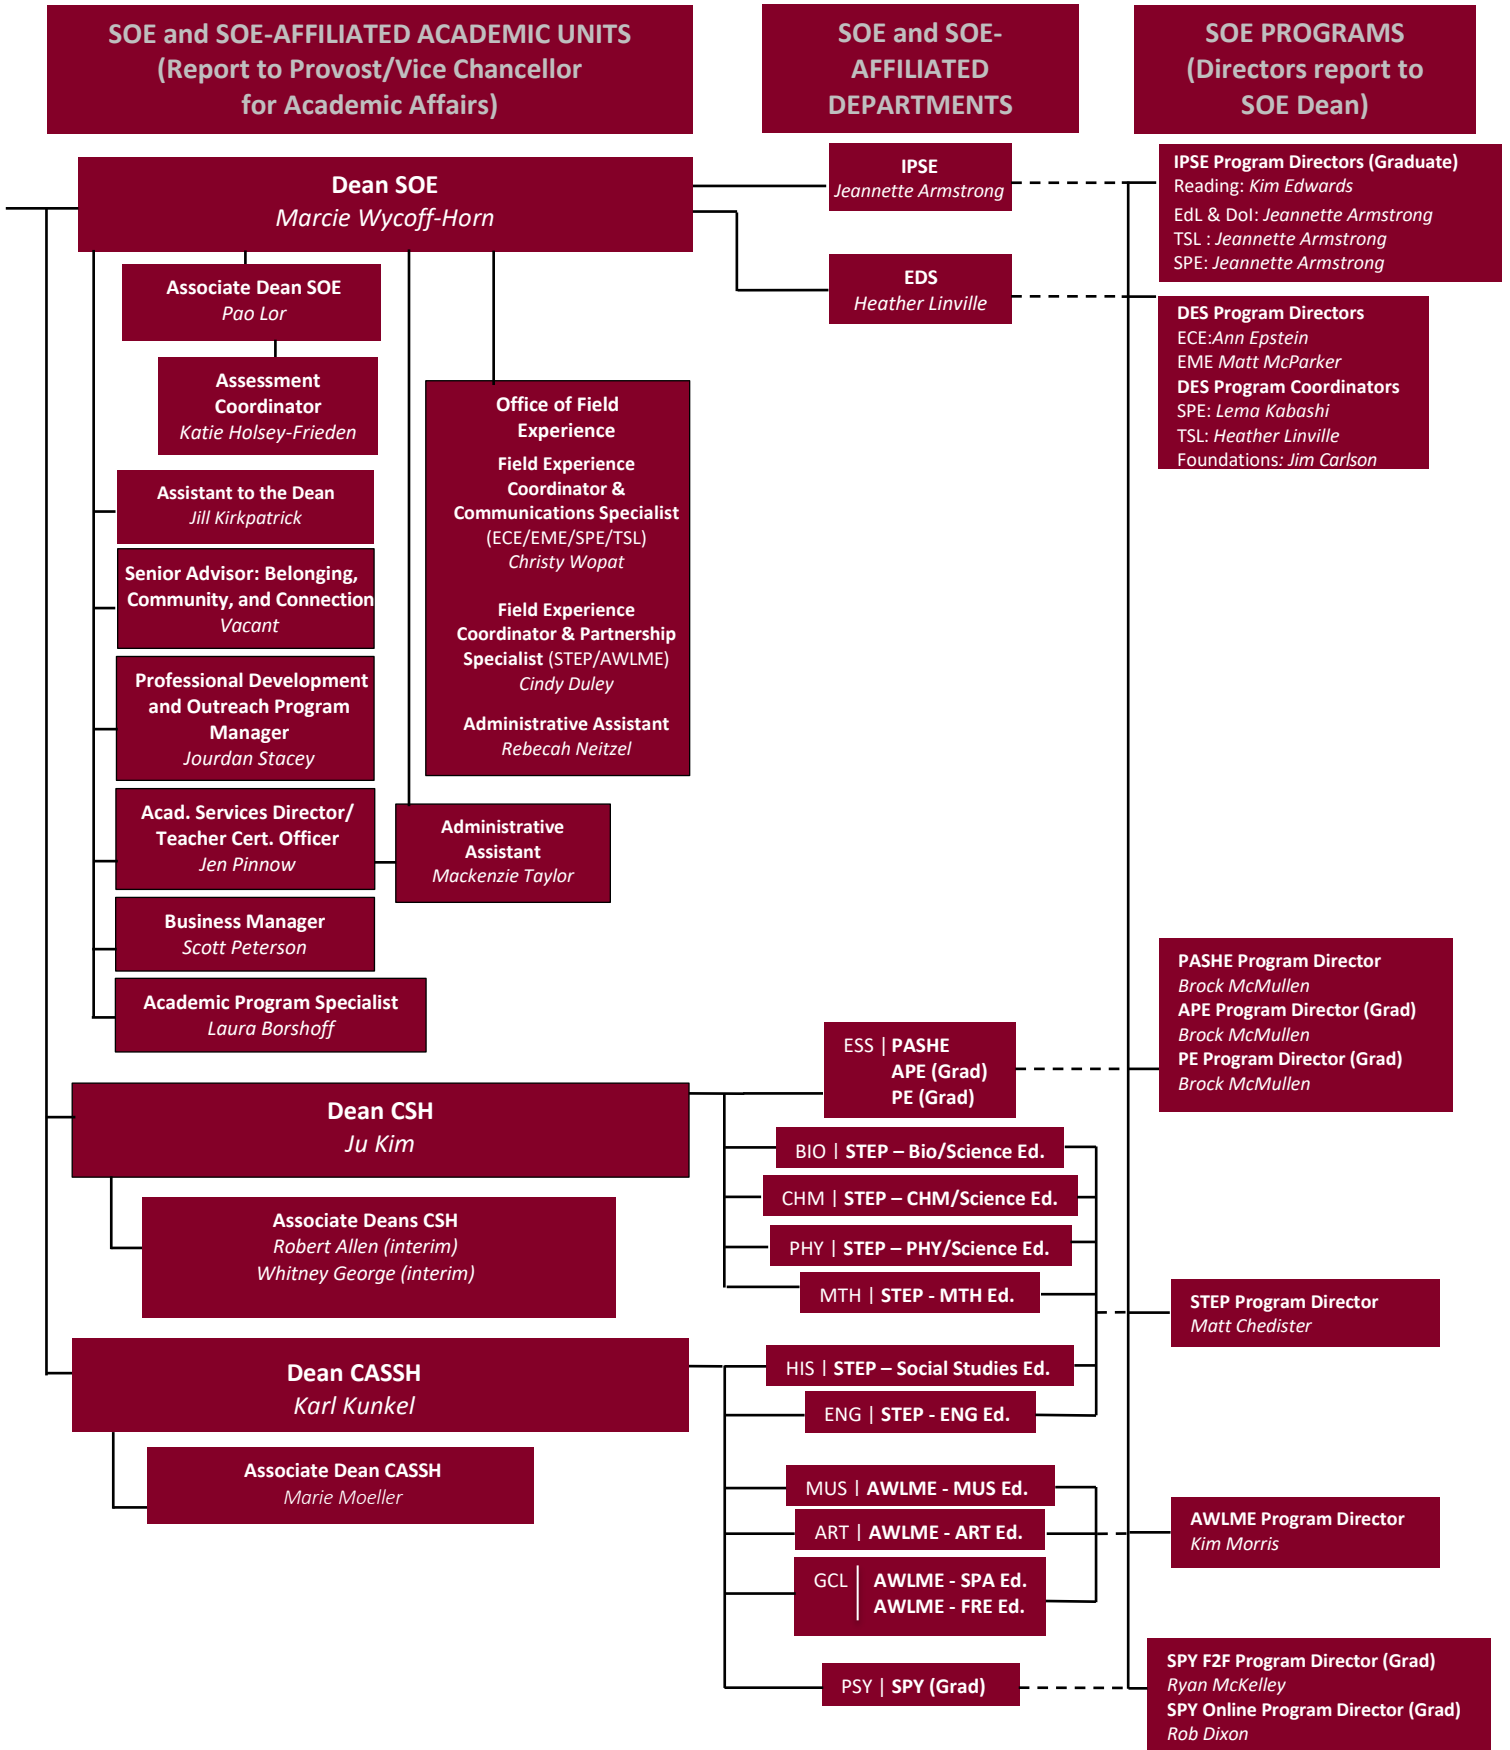 SOE and SOE-AFFILIATED ACADEMIC UNITS
(Report to Provost/Vice Chancellor
for Academic Affairs)
SOE and SOE-
AFFILIATED
DEPARTMENTS
SOE PROGRAMS
(Directors report to
SOE Dean)
Dean SOE
Marcie Wycoff-Horn
Associate Dean SOE
Pao Lor
Assessment
Coordinator
Katie Holsey-Frieden
Assistant to the Dean
Jill Kirkpatrick
Senior Advisor: Belonging,
Community, and Connection
Vacant
Professional Development
and Outreach Program
Manager
Jourdan Stacey
Acad. Services Director/
Teacher Cert. Officer
Jen Pinnow
Administrative
Assistant
Mackenzie Taylor
Business Manager
Scott Peterson
Academic Program Specialist
Laura Borshoff
Office of Field
Experience
Field Experience
Coordinator &
Communications Specialist
(ECE/EME/SPE/TSL)
Christy Wopat
Field Experience
Coordinator & Partnership
Specialist (STEP/AWLME)
Cindy Duley
Administrative Assistant
Rebecah Neitzel
IPSE
Jeannette Armstrong
EDS
Heather Linville
IPSE Program Directors (Graduate)
Reading: Kim Edwards
EdL & DoI: Jeannette Armstrong
TSL : Jeannette Armstrong
SPE: Jeannette Armstrong
DES Program Directors
ECE:Ann Epstein
EME Matt McParker
DES Program Coordinators
SPE: Lema Kabashi
TSL: Heather Linville
Foundations: Jim Carlson
Dean CSH
Ju Kim
Associate Deans CSH
Robert Allen (interim)
Whitney George (interim)
ESS | PASHE
APE (Grad)
PE (Grad)
BIO | STEP – Bio/Science Ed.
CHM | STEP – CHM/Science Ed.
PHY | STEP – PHY/Science Ed.
MTH | STEP - MTH Ed.
PASHE Program Director
Brock McMullen
APE Program Director (Grad)
Brock McMullen
PE Program Director (Grad)
Brock McMullen
STEP Program Director
Matt Chedister
Dean CASSH
Karl Kunkel
Associate Dean CASSH
Marie Moeller
HIS | STEP – Social Studies Ed.
ENG | STEP - ENG Ed.
MUS | AWLME - MUS Ed.
ART | AWLME - ART Ed.
GCL AWLME - SPA Ed.
AWLME - FRE Ed.
PSY | SPY (Grad)
AWLME Program Director
Kim Morris
SPY F2F Program Director (Grad)
Ryan McKelley
SPY Online Program Director (Grad)
Rob Dixon